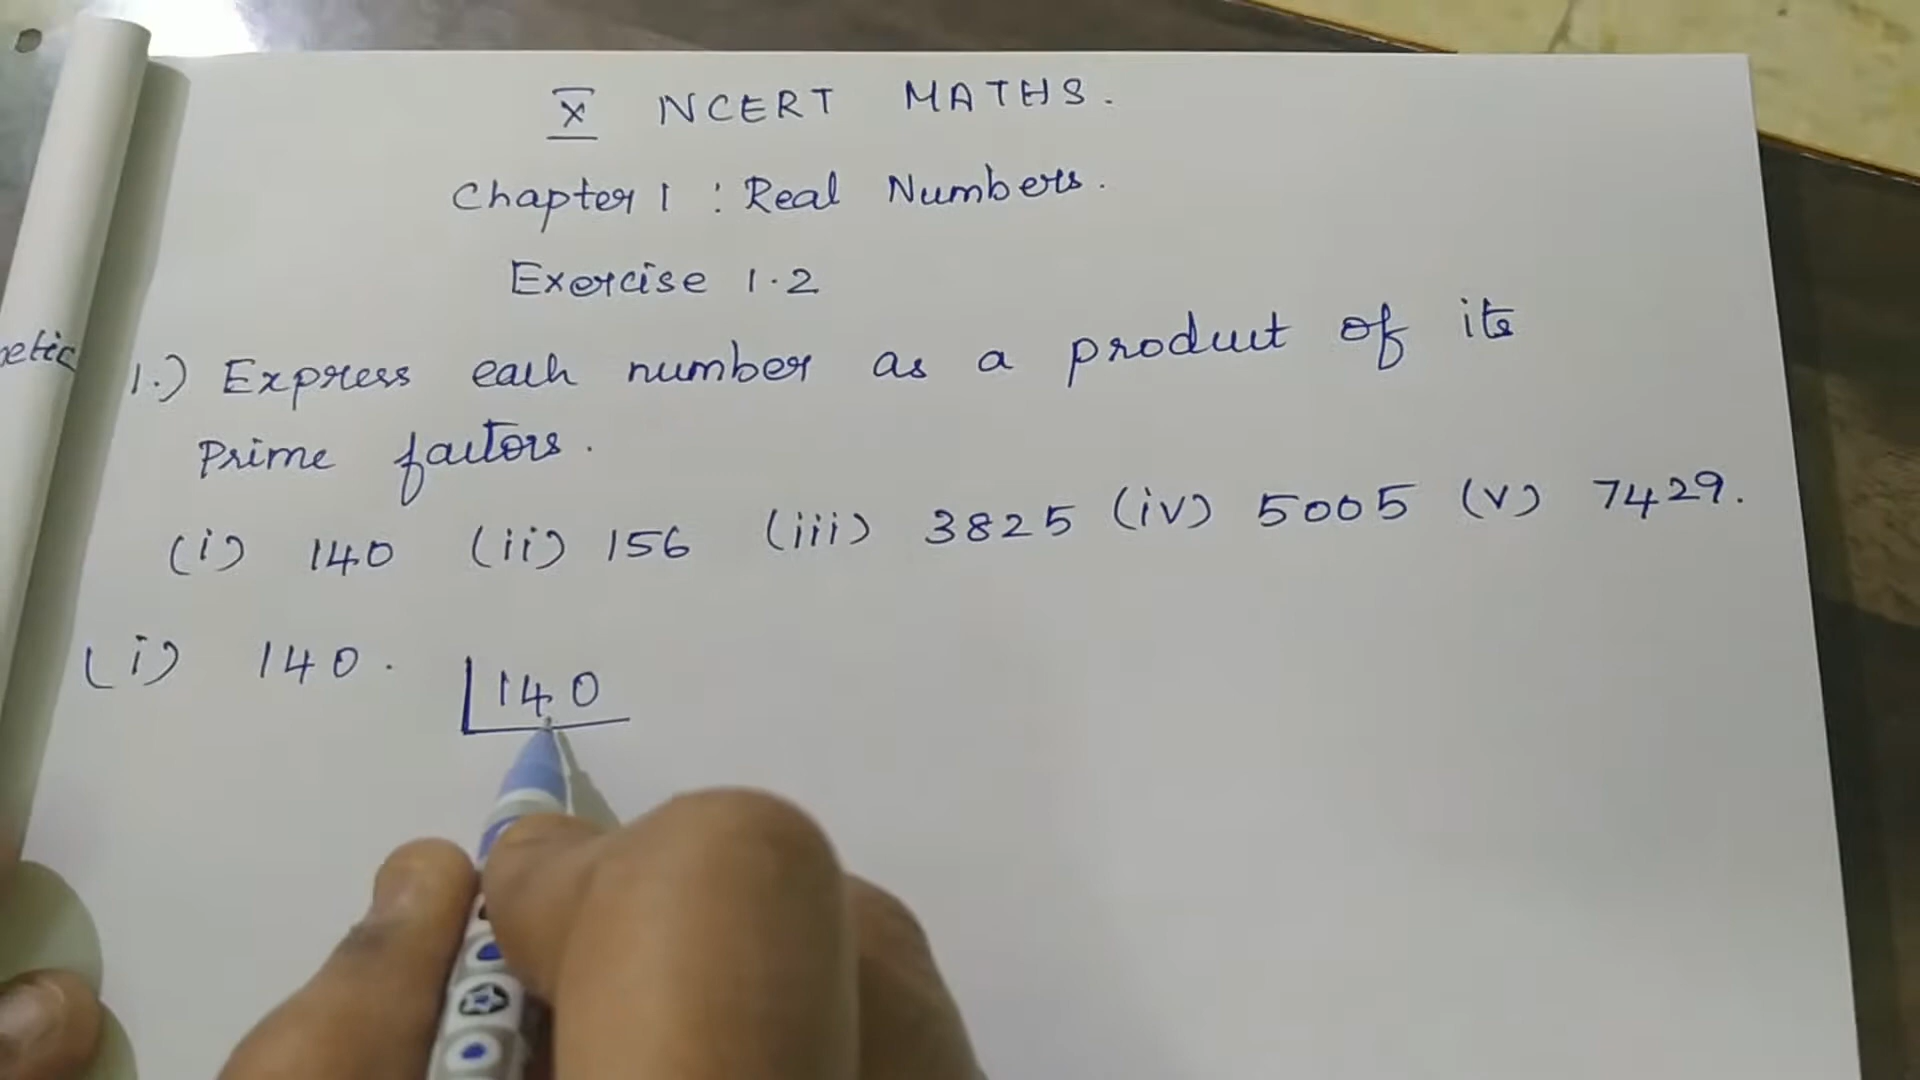 X NCERT MATHS.
Chapter 1 : Real Numbers.
Exercise 1.2
1.) Express each number as a product of its
Prime factors.
(i) 140 (ii) 156 (iii) 3825 (iv) 5005 (v) 7429.
(i) 140. 140